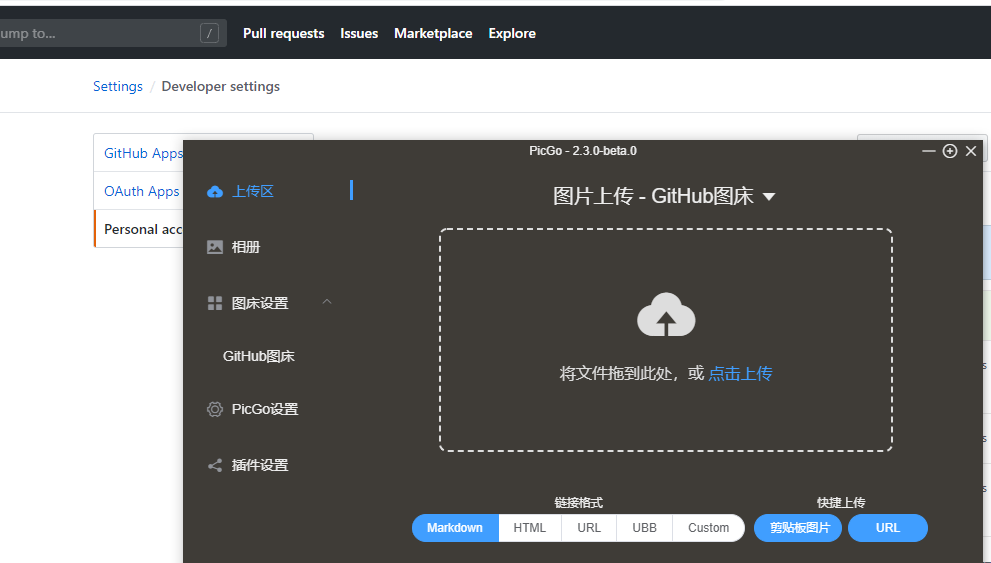 ump to...
/
Pull requests Issues Marketplace Explore
Settings / Developer settings
GitHub Apps
OAuth Apps
Personal acc
PicGo - 2.3.0-beta.0
上传区
相册
图床设置
GitHub图床
PicGo设置
插件设置
图片上传 - GitHub图床
将文件拖到此处，或 点击上传
链接格式
Markdown HTML URL UBB Custom
快捷上传
剪贴板图片 URL